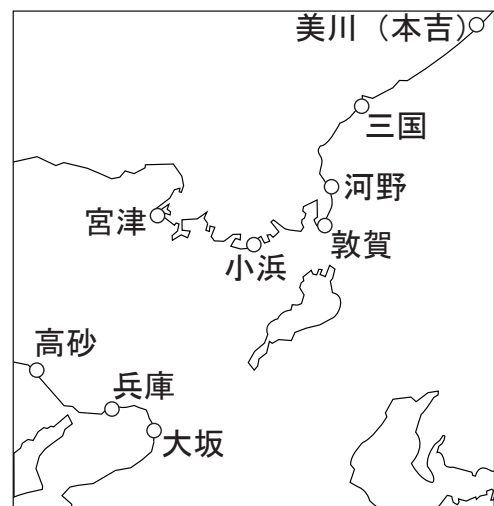 美川（本吉）
三国
河野
宮津
敦賀
小浜
高砂
兵庫
大坂